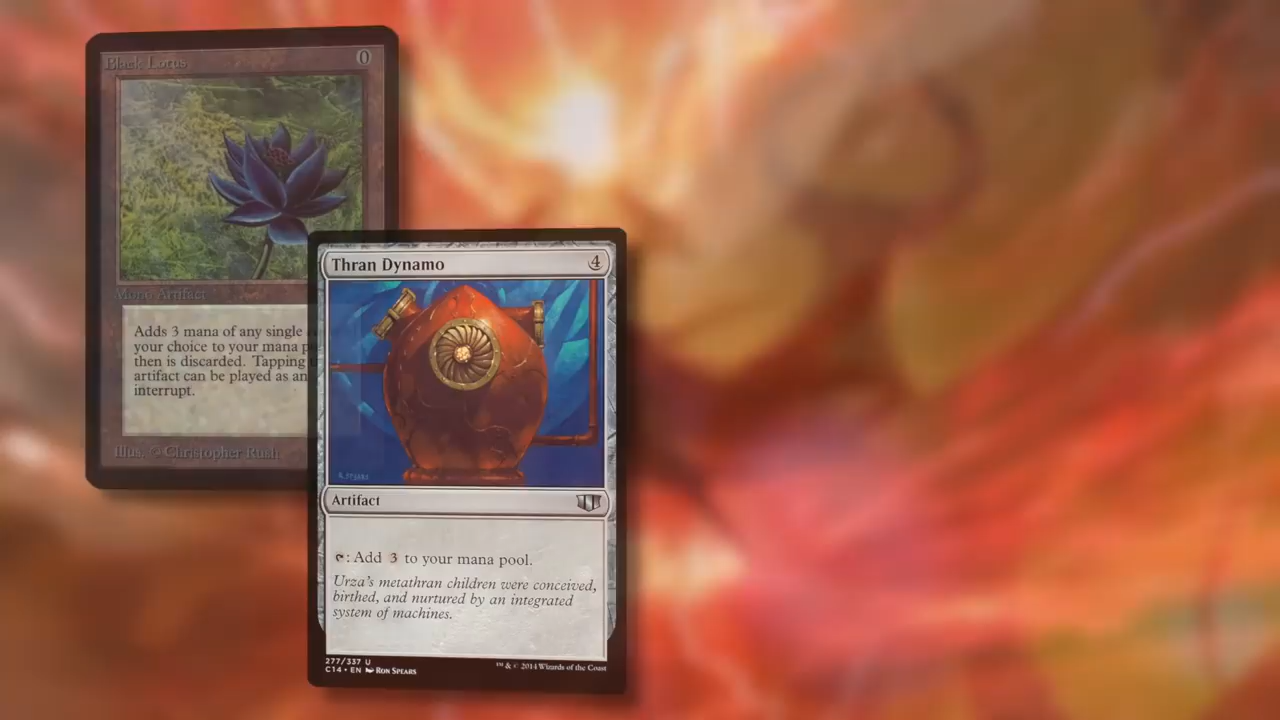 Black Lotus 0
Mono Artifact
Adds 3 mana of any single
your choice to your mana p
then is discarded. Tapping
artifact can be played as an
interrupt.
Illus. © Christopher Rush
Thran Dynamo 4
R. SPEARS
Artifact
: Add 3 to your mana pool.
Urza's metathran children were conceived,
birthed, and nurtured by an integrated
system of machines.
277/337 U
C14 • EN Ron Spears
™ & © 2014 Wizards of the Coast